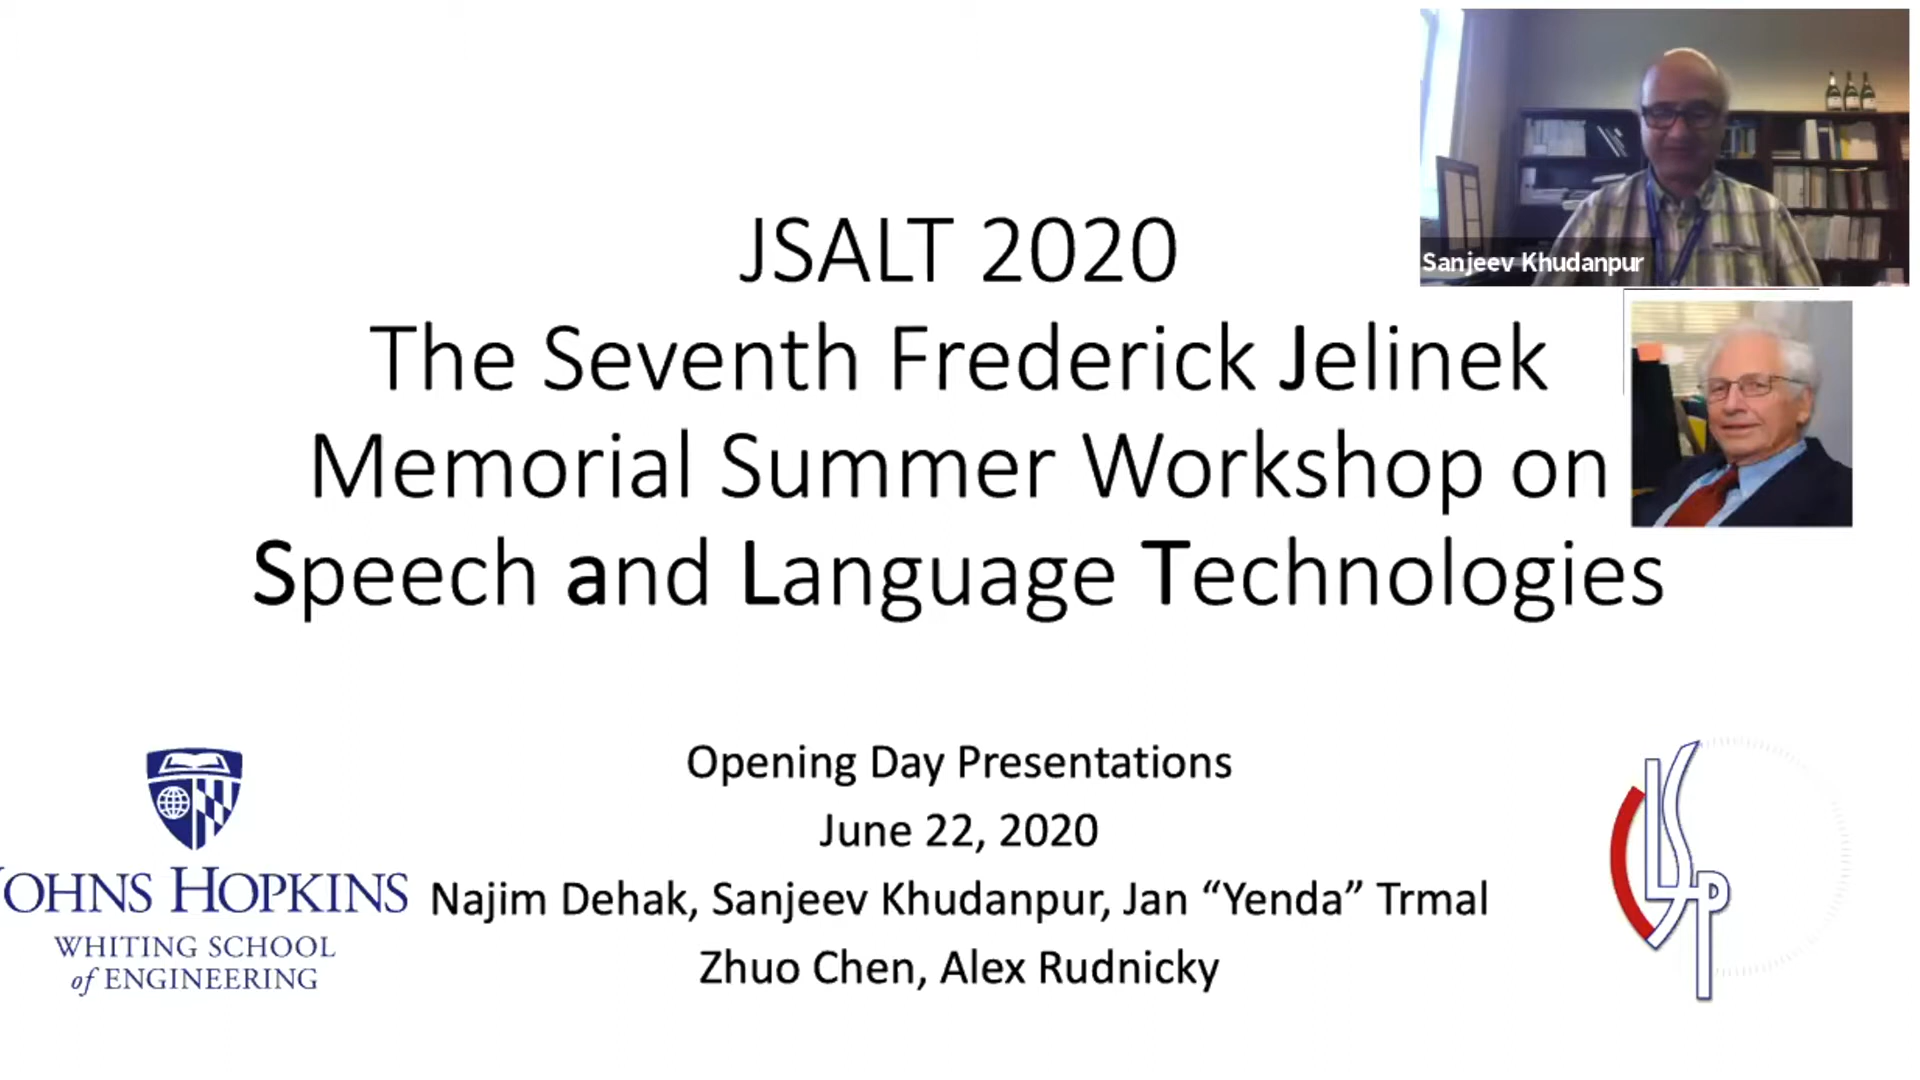 Sanjeev Khudanpur
JSALT 2020
The Seventh Frederick Jelinek
Memorial Summer Workshop on
Speech and Language Technologies
Opening Day Presentations
June 22, 2020
Najim Dehak, Sanjeev Khudanpur, Jan “Yenda” Trmal
Zhuo Chen, Alex Rudnicky
JOHNS HOPKINS
WHITING SCHOOL
of ENGINEERING
CLSP